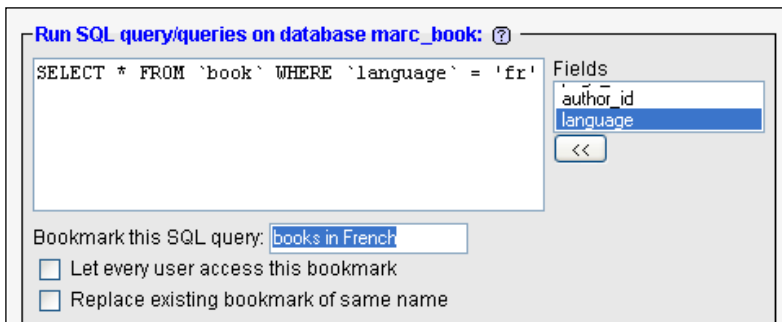 Run SQL query/queries on database marc_book: ?
SELECT * FROM `book` WHERE `language` = 'fr'
Fields
author_id
language
<<
Bookmark this SQL query: books in French
Let every user access this bookmark
Replace existing bookmark of same name